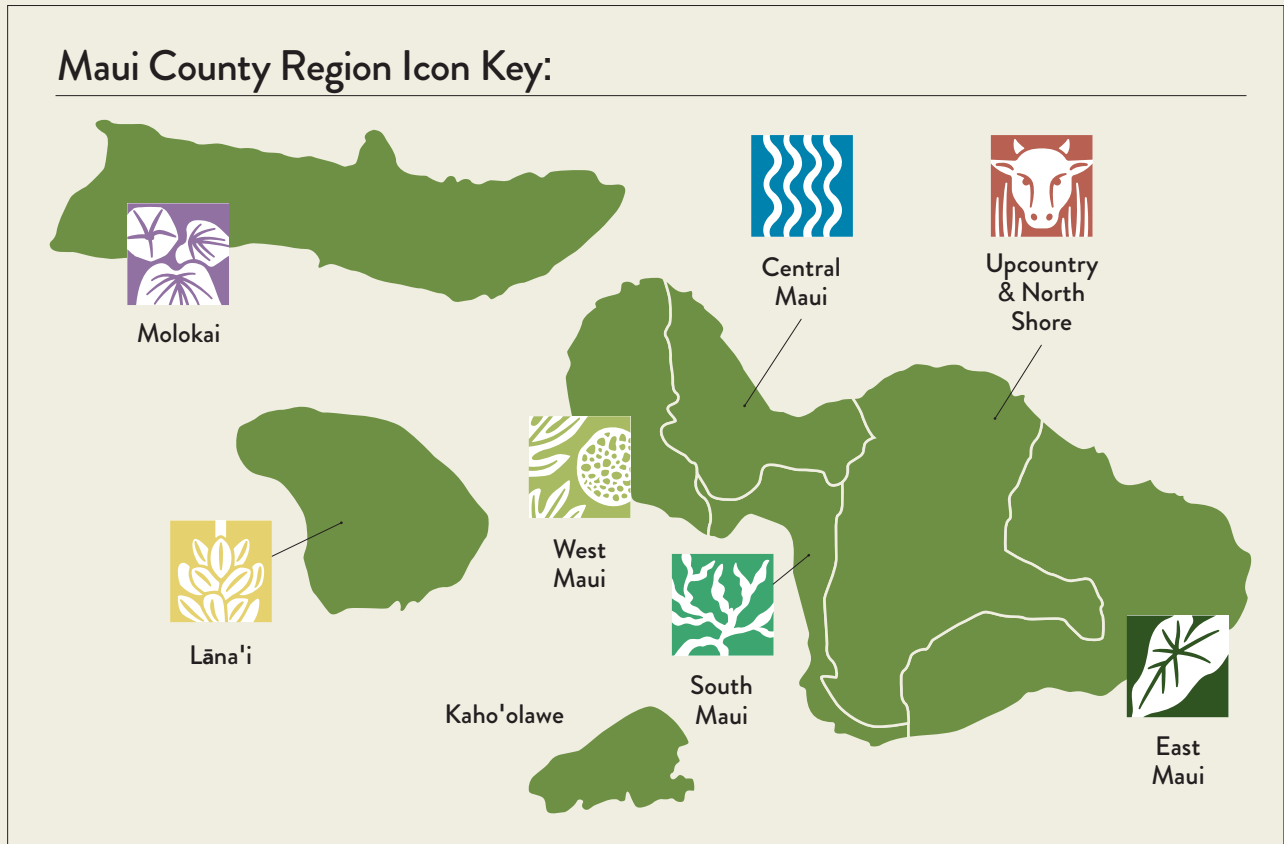 Maui County Region Icon Key:
Molokai
Central
Maui
Upcountry
& North
Shore
West
Maui
Lāna'i
South
Maui
Kaho'olawe
East
Maui